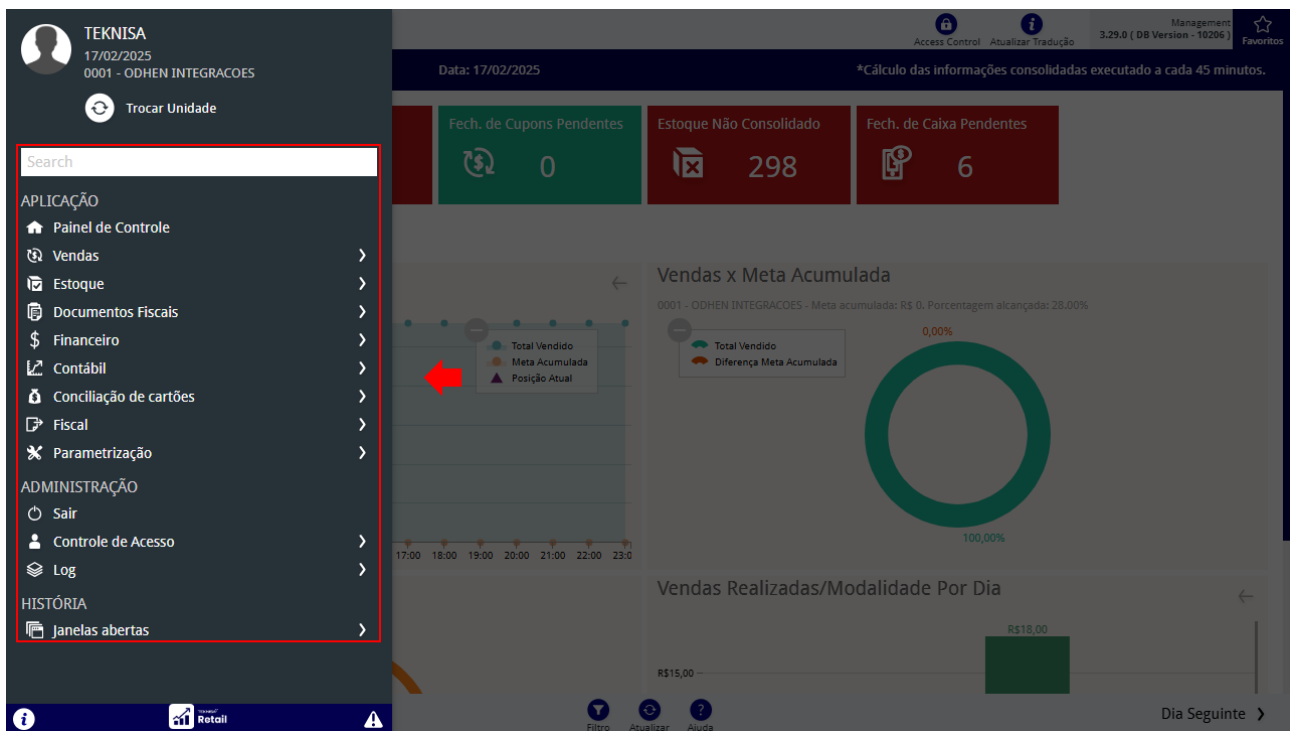 TEKNISA
17/02/2025
0001 - ODHEN INTEGRACOES
Trocar Unidade
Search
APLICAÇÃO
Painel de Controle
Vendas
Estoque
Documentos Fiscais
Financeiro
Contábil
Conciliação de cartões
Fiscal
Parametrização
ADMINISTRAÇÃO
Sair
Controle de Acesso
Log
HISTÓRIA
Janelas abertas
TEKNISA
Retail
Access Control
Atualizar Tradução
Management
3.29.0 ( DB Version - 10206 )
Favoritos
Data: 17/02/2025
*Cálculo das informações consolidadas executado a cada 45 minutos.
Fech. de Cupons Pendentes
0
Estoque Não Consolidado
298
Fech. de Caixa Pendentes
6
Total Vendido
Meta Acumulada
Posição Atual
17:00 18:00 19:00 20:00 21:00 22:00 23:0
Vendas x Meta Acumulada
0001 - ODHEN INTEGRACOES - Meta acumulada: R$ 0. Porcentagem alcançada: 28.00%
Total Vendido
Diferença Meta Acumulada
0,00%
100,00%
Vendas Realizadas/Modalidade Por Dia
R$18,00
R$15,00
Filtro
Atualizar
Ajuda
Dia Seguinte